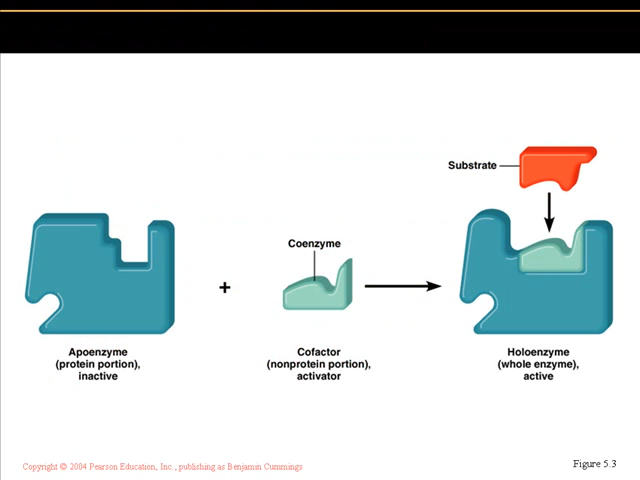 Substrate
Coenzyme
+
Apoenzyme
(protein portion),
inactive
Cofactor
(nonprotein portion),
activator
Holoenzyme
(whole enzyme),
active
Copyright © 2004 Pearson Education, Inc., publishing as Benjamin Cummings
Figure 5.3